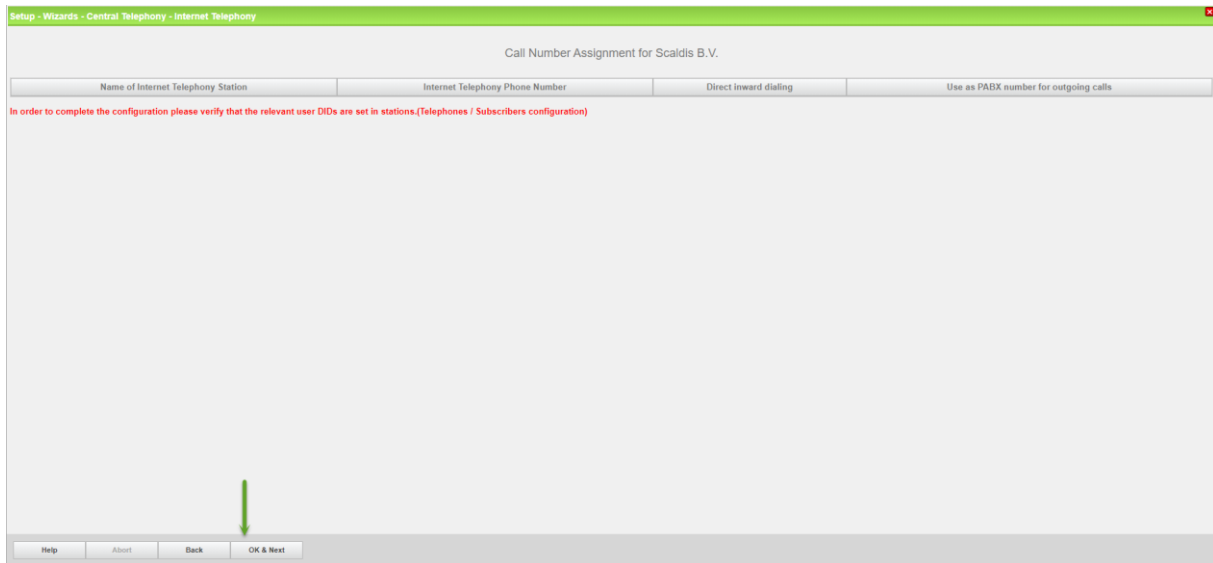 Setup - Wizards - Central Telephony - Internet Telephony
Call Number Assignment for Scaldis B.V.
Name of Internet Telephony Station Internet Telephony Phone Number Direct inward dialing Use as PABX number for outgoing calls
In order to complete the configuration please verify that the relevant user DIDs are set in stations.(Telephones / Subscribers configuration)
Help Abort Back OK & Next